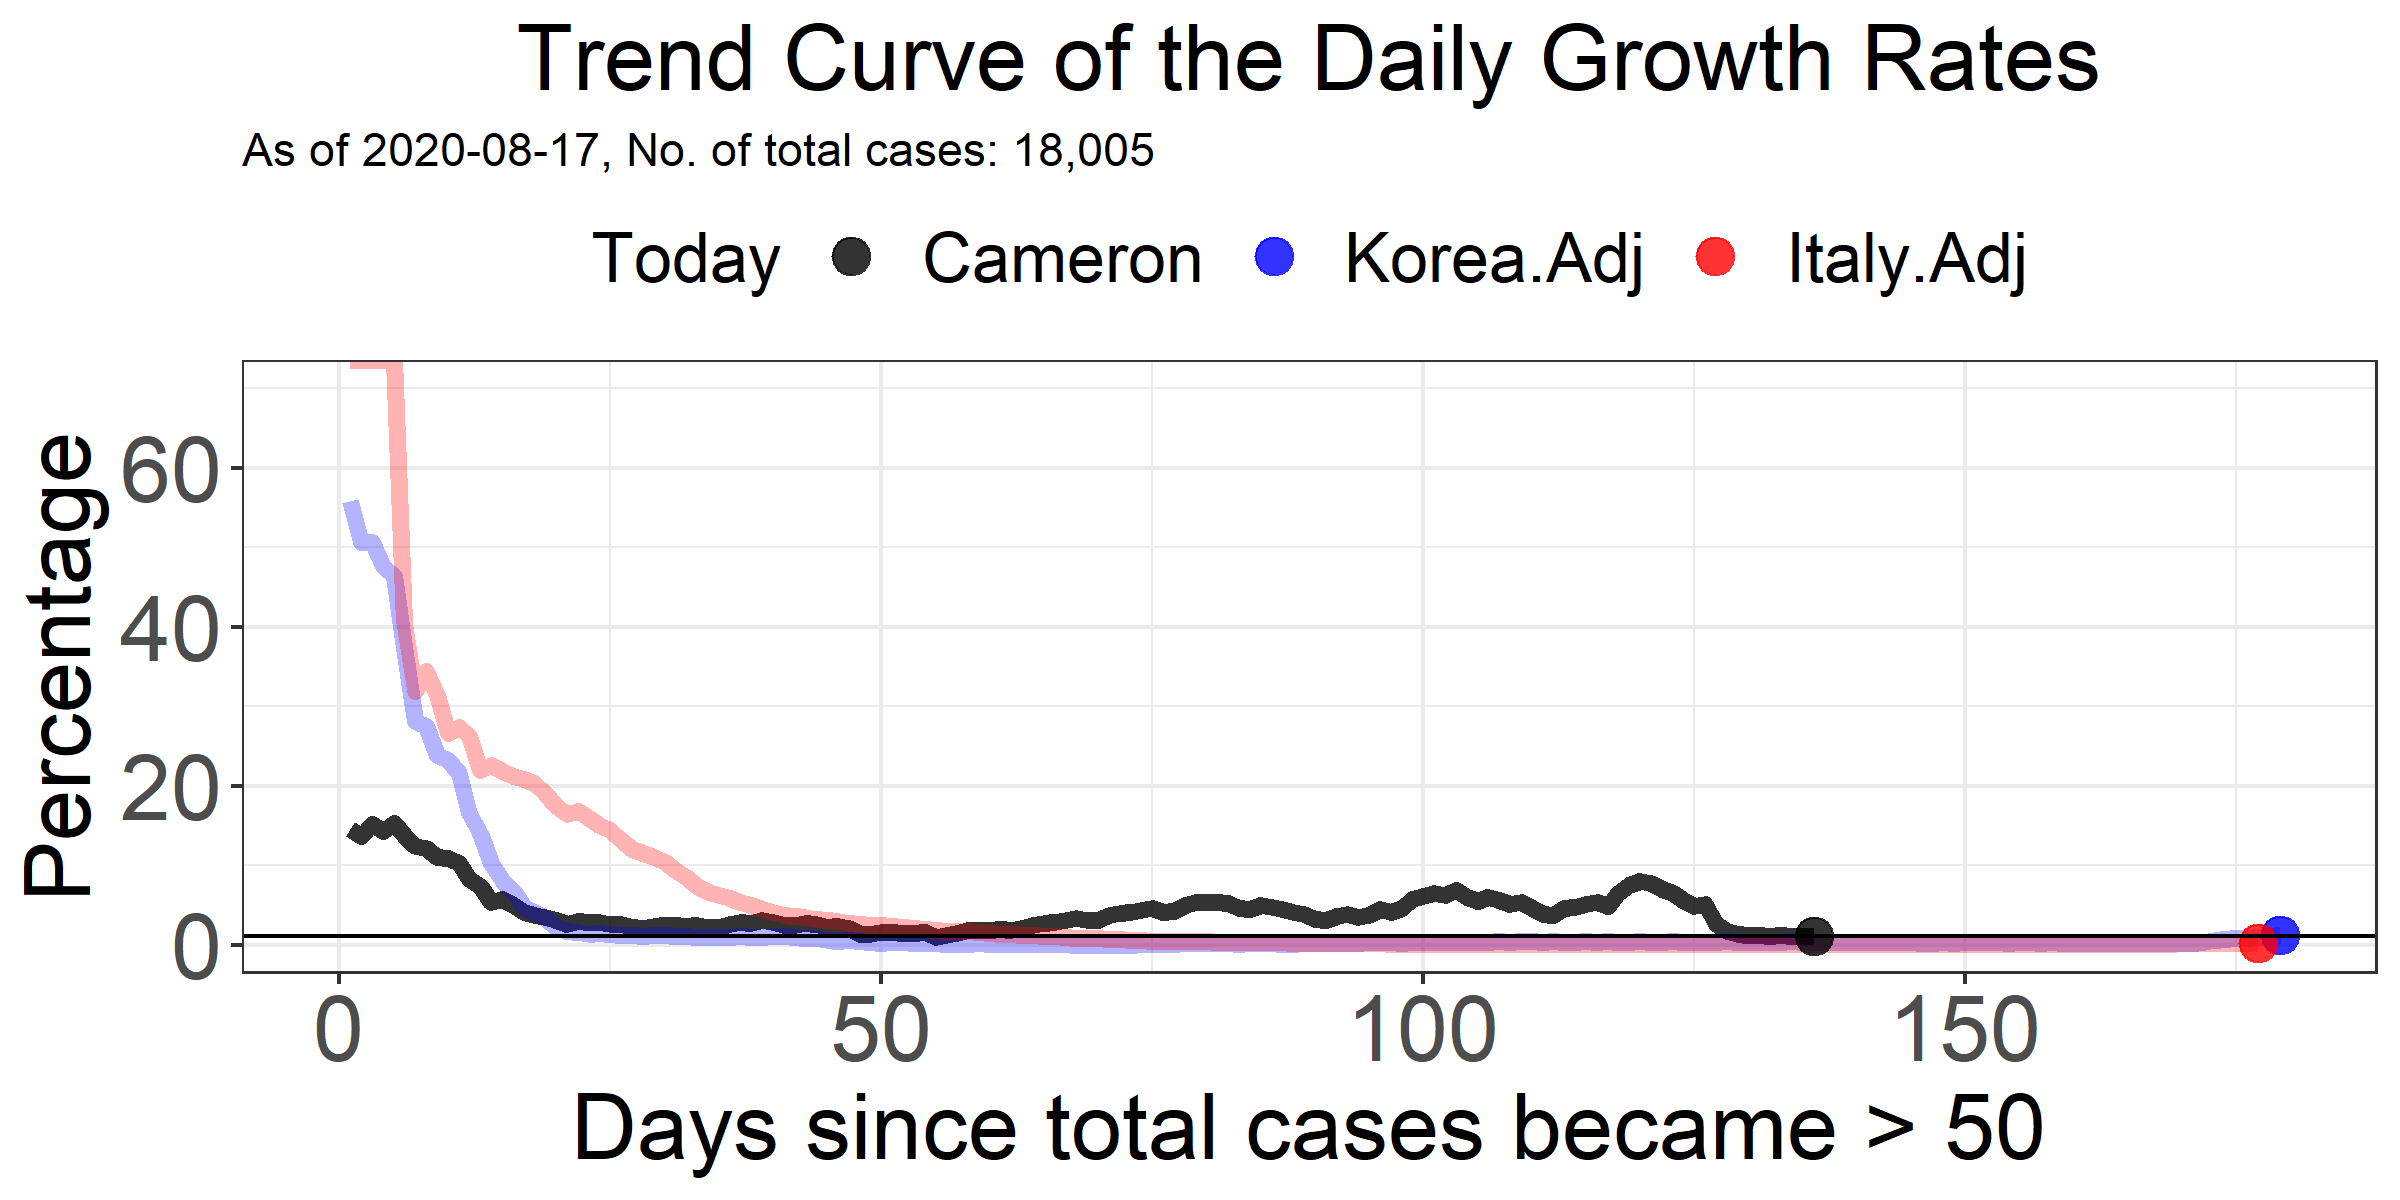 Trend Curve of the Daily Growth Rates
As of 2020-08-17, No. of total cases: 18,005
Today Cameron Korea.Adj Italy.Adj
Percentage
60
40
20
0
0 50 100 150
Days since total cases became > 50